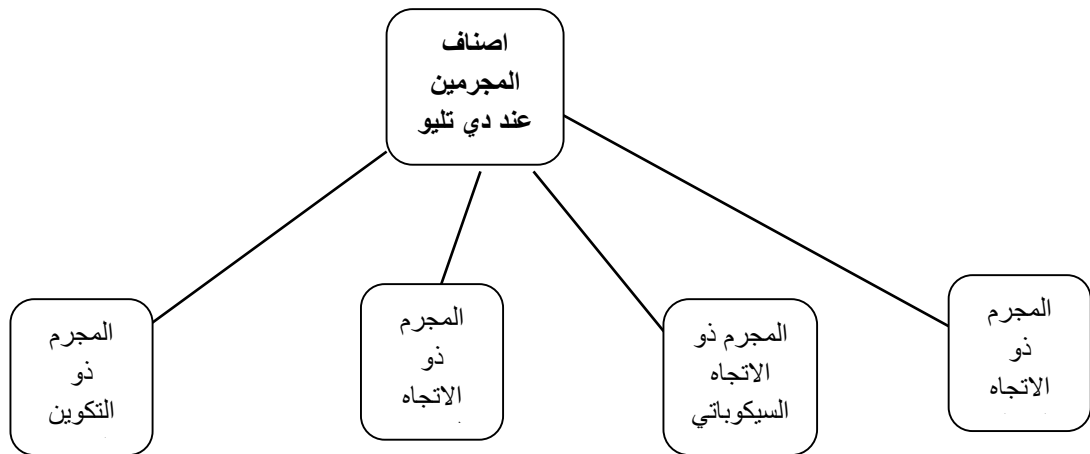 اصناف
المجرمين
عند دي تليو
المجرم
ذو
الاتجاه
المجرم ذو
الاتجاه
السيكوباتي
المجرم
ذو
الاتجاه
المجرم
ذو
التكوين